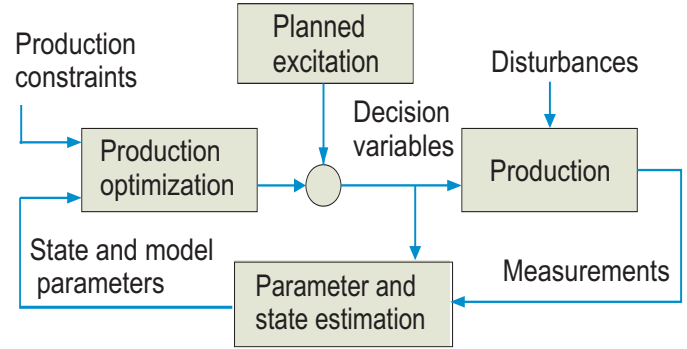 Production
constraints
Planned
excitation
Disturbances
Decision
variables
Production
optimization
Production
State and model
parameters
Measurements
Parameter and
state estimation